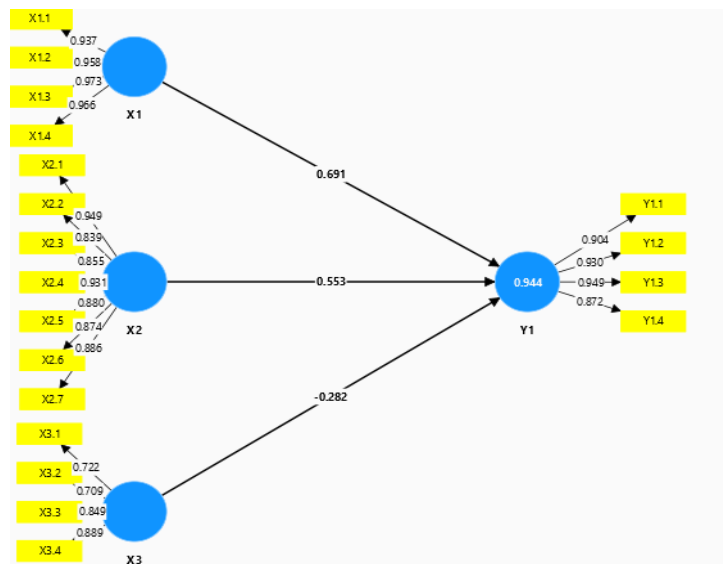 X1.1
0.937
X1.2
0.958
X1.3
0.973
0.966
X1.4
X1
X2.1
X2.2
0.949
X2.3
0.839
0.855
X2.4
0.931
0.880
X2.5
0.874
0.886
X2.6
X2.7
X2
X3.1
0.722
X3.2
0.709
X3.3
0.849
0.889
X3.4
X3
0.691
0.553
-0.282
0.944
Y1
0.904
0.930
0.949
0.872
Y1.1
Y1.2
Y1.3
Y1.4